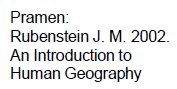 Pramen:
Rubenstein J. M. 2002.
An Introduction to
Human Geography